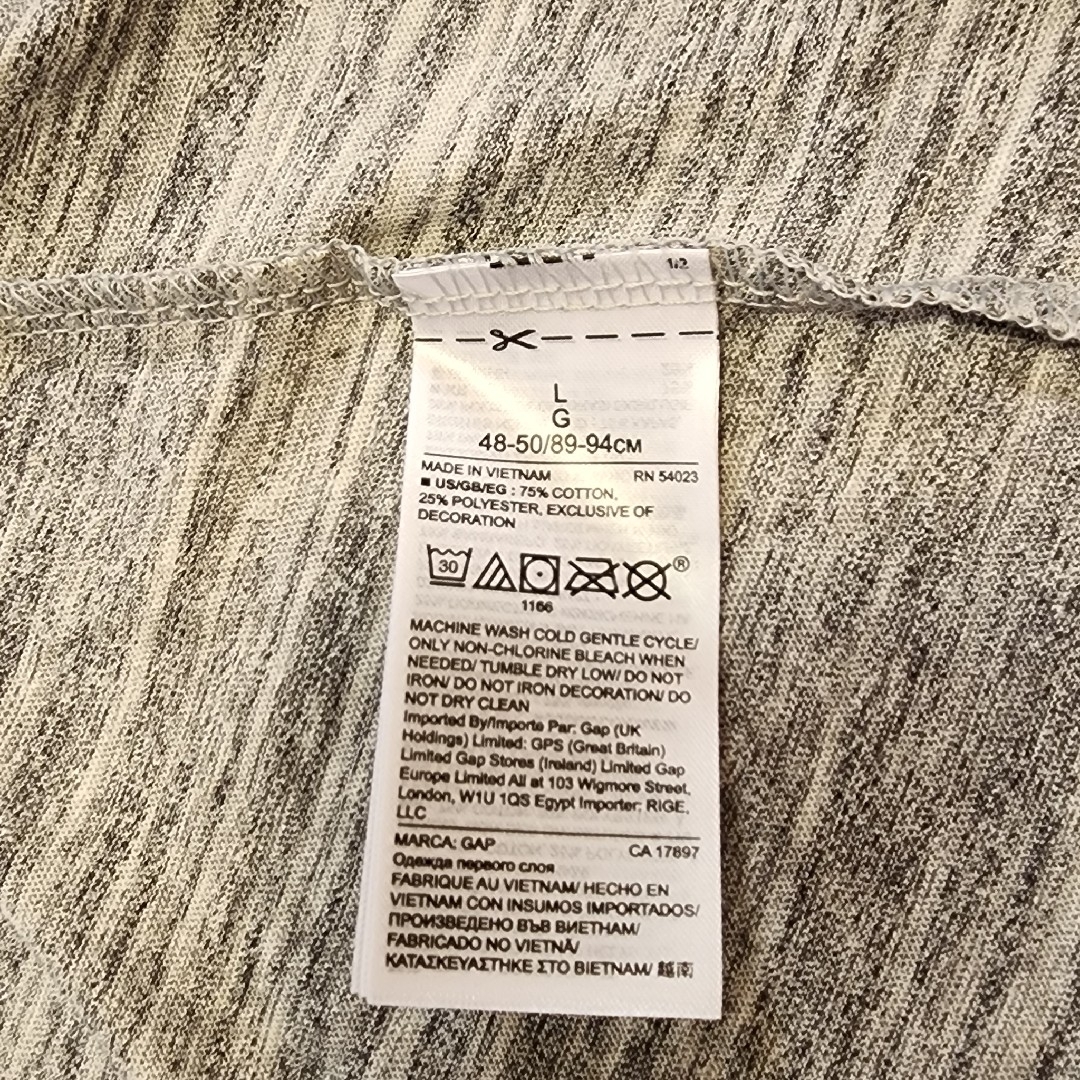 1/2
L
G
48-50/89-94CM
MADE IN VIETNAM RN 54023
■ US/GB/EG : 75% COTTON,
25% POLYESTER, EXCLUSIVE OF
DECORATION
30
®
1166
MACHINE WASH COLD GENTLE CYCLE/
ONLY NON-CHLORINE BLEACH WHEN
NEEDED/ TUMBLE DRY LOW/ DO NOT
IRON/ DO NOT IRON DECORATION/ DO
NOT DRY CLEAN
Imported By/Importe Par: Gap (UK
Holdings) Limited: GPS (Great Britain)
Limited Gap Stores (Ireland) Limited Gap
Europe Limited All at 103 Wigmore Street,
London, W1U 1QS Egypt Importer: RIGE,
LLC
MARCA: GAP CA 17897
Одежда первого слоя
FABRIQUE AU VIETNAM/ HECHO EN
VIETNAM CON INSUMOS IMPORTADOS/
ПРОИЗВЕДЕНО ВЪВ ВИЕТНАМ/
FABRICADO NO VIETNÃ/
ΚΑΤΑΣΚΕΥΑΣΤΗΚΕ ΣΤΟ ΒΙΕΤΝΑΜ/ 越南